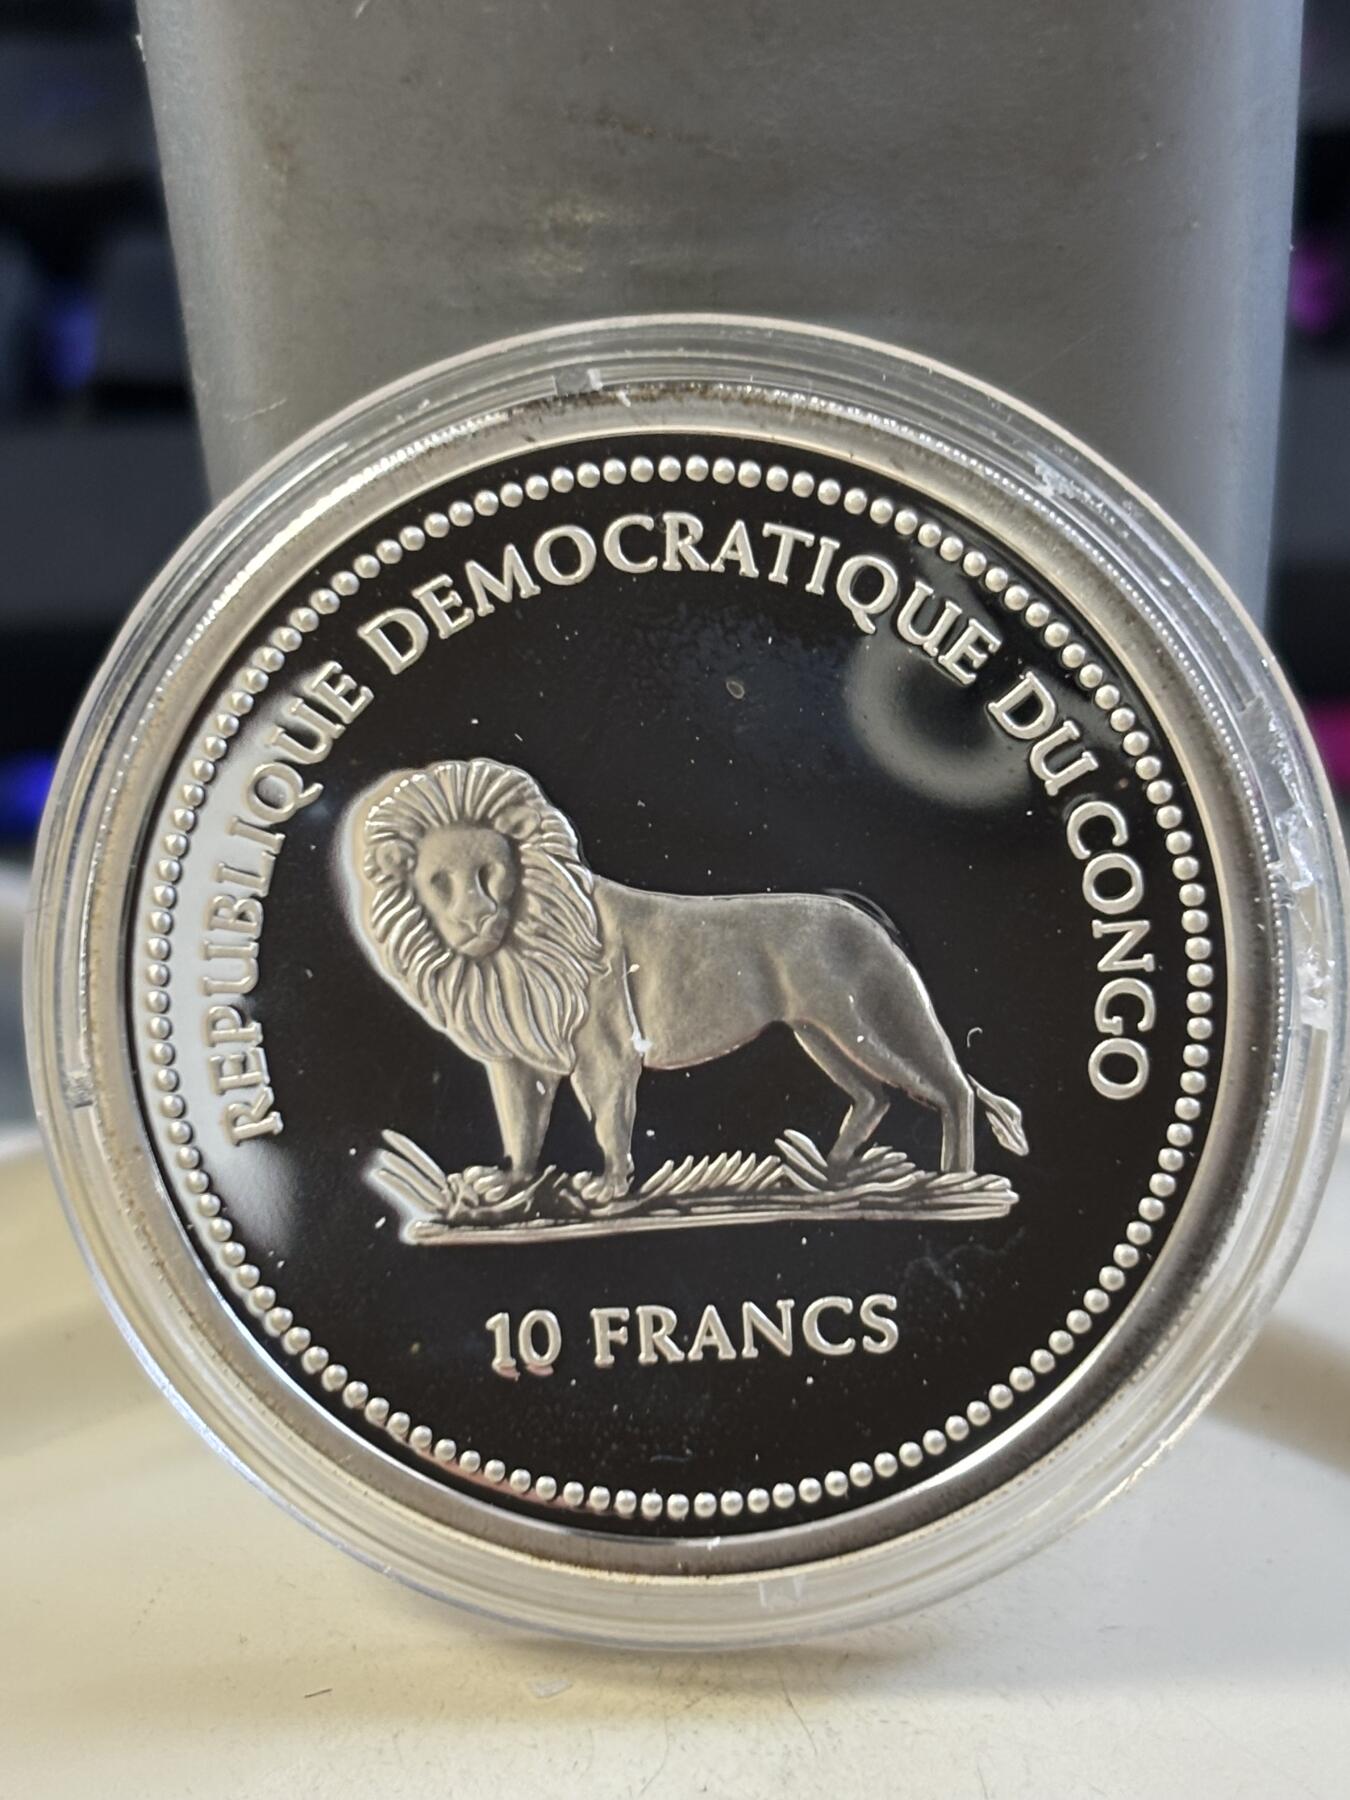 REPUBLIQUE DEMOCRATIQUE DU CONGO
10 FRANCS